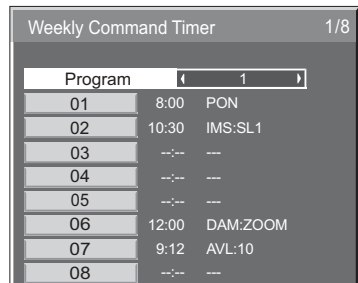 Weekly Command Timer 1/8
Program 1
01 8:00 PON
02 10:30 IMS:SL1
03 --:-- ---
04 --:-- ---
05 --:-- ---
06 12:00 DAM:ZOOM
07 9:12 AVL:10
08 --:-- ---